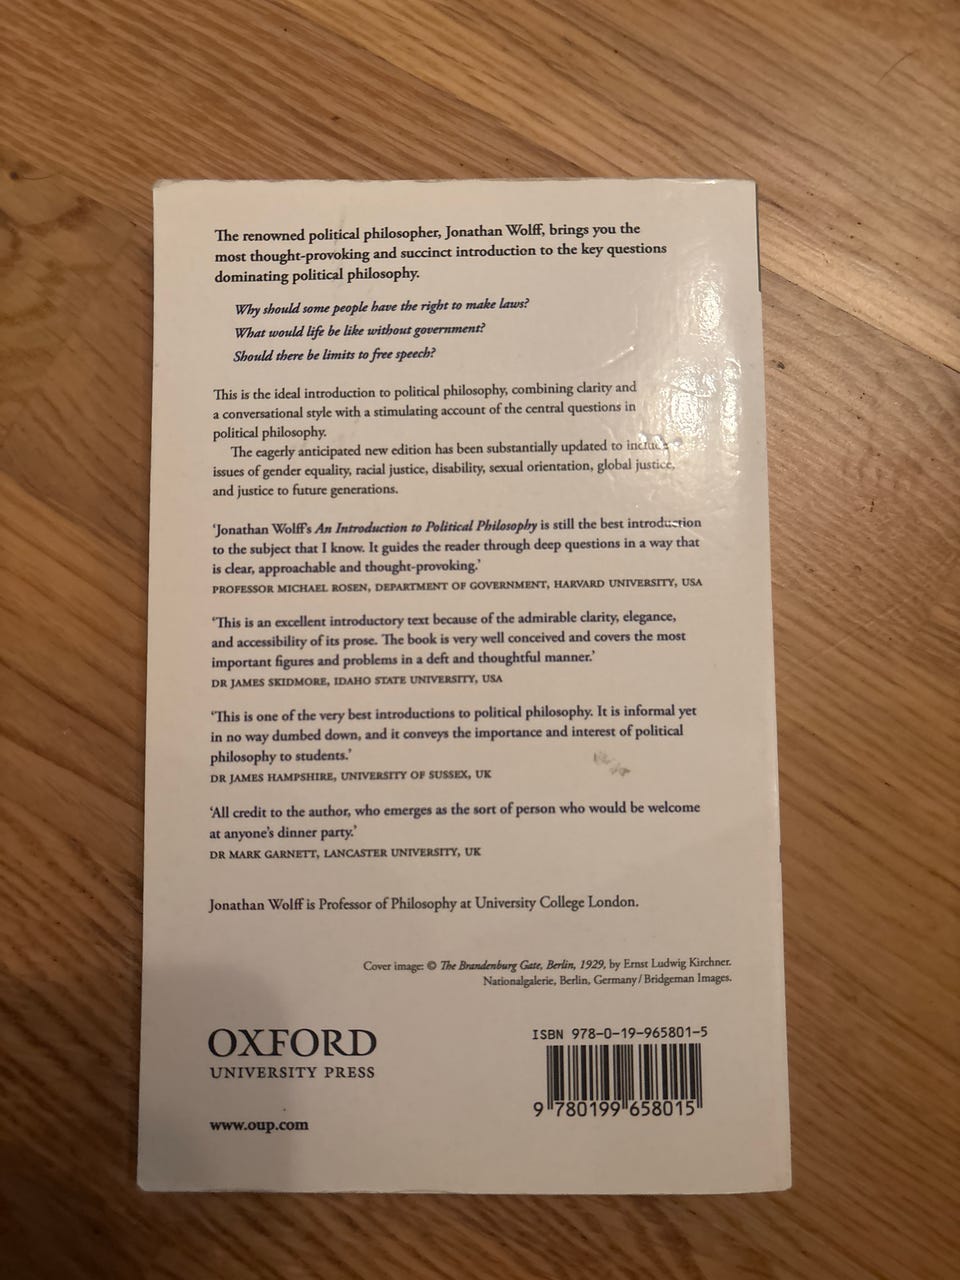 The renowned political philosopher, Jonathan Wolff, brings you the
most thought-provoking and succinct introduction to the key questions
dominating political philosophy.
Why should some people have the right to make laws?
What would life be like without government?
Should there be limits to free speech?
This is the ideal introduction to political philosophy, combining clarity and
a conversational style with a stimulating account of the central questions in
political philosophy.
The eagerly anticipated new edition has been substantially updated to include
issues of gender equality, racial justice, disability, sexual orientation, global justice,
and justice to future generations.
‘Jonathan Wolff's An Introduction to Political Philosophy is still the best introduction
to the subject that I know. It guides the reader through deep questions in a way that
is clear, approachable and thought-provoking.’
PROFESSOR MICHAEL ROSEN, DEPARTMENT OF GOVERNMENT, HARVARD UNIVERSITY, USA
‘This is an excellent introductory text because of the admirable clarity, elegance,
and accessibility of its prose. The book is very well conceived and covers the most
important figures and problems in a deft and thoughtful manner.’
DR JAMES SKIDMORE, IDAHO STATE UNIVERSITY, USA
‘This is one of the very best introductions to political philosophy. It is informal yet
in no way dumbed down, and it conveys the importance and interest of political
philosophy to students.’
DR JAMES HAMPSHIRE, UNIVERSITY OF SUSSEX, UK
‘All credit to the author, who emerges as the sort of person who would be welcome
at anyone's dinner party.’
DR MARK GARNETT, LANCASTER UNIVERSITY, UK
Jonathan Wolff is Professor of Philosophy at University College London.
Cover image: © The Brandenburg Gate, Berlin, 1929, by Ernst Ludwig Kirchner.
Nationalgalerie, Berlin, Germany / Bridgeman Images.
OXFORD
UNIVERSITY PRESS
www.oup.com
ISBN 978-0-19-965801-5
9 780199 658015